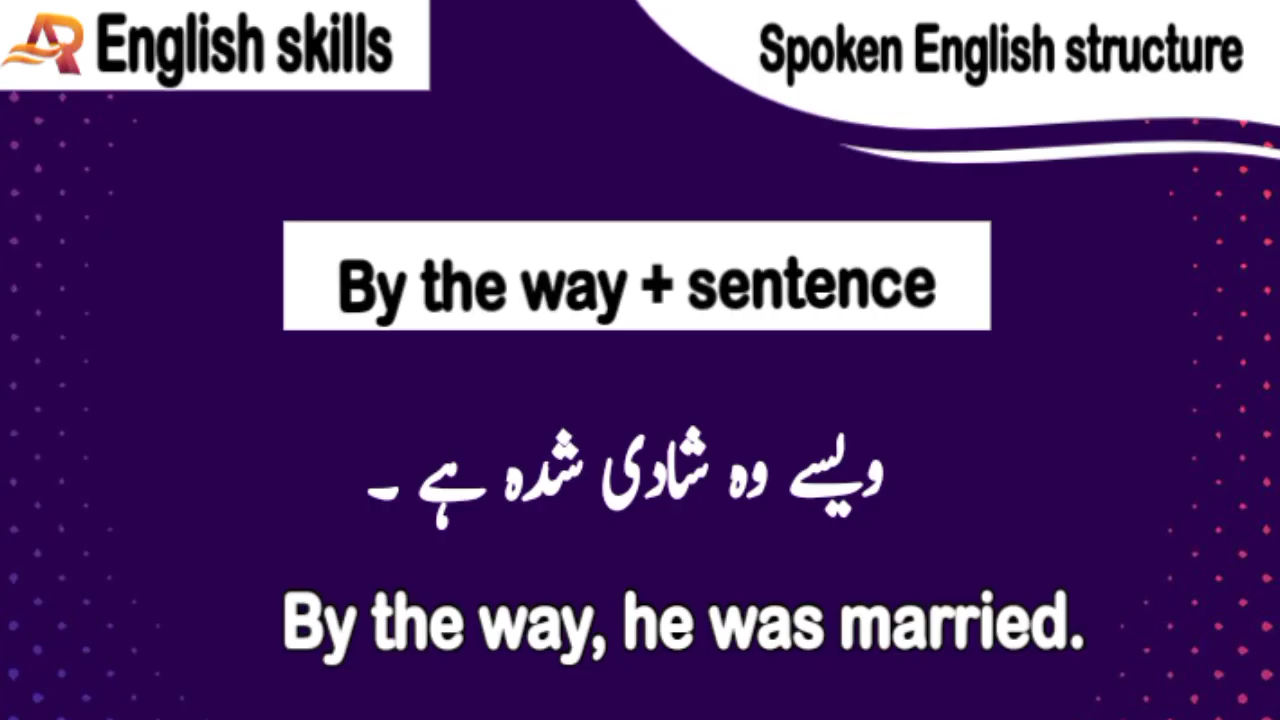 English skills
Spoken English structure
By the way + sentence
ویسے وہ شادی شدہ ہے ۔
By the way, he was married.